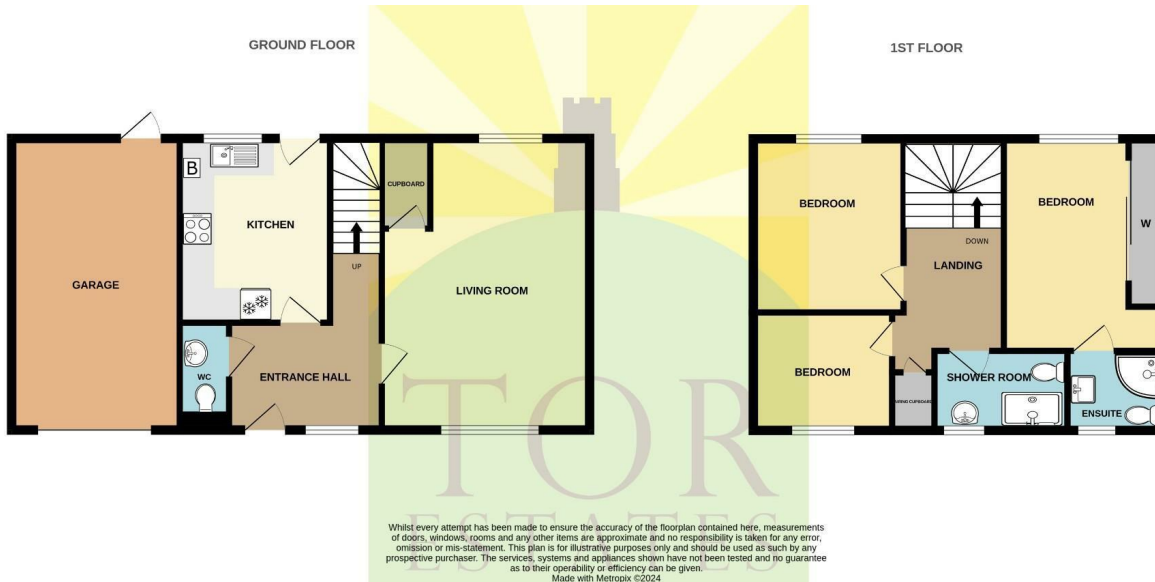 GROUND FLOOR
1ST FLOOR
B
CUPBOARD
KITCHEN
GARAGE
UP
LIVING ROOM
WC
ENTRANCE HALL
BEDROOM
BEDROOM
W
DOWN
LANDING
BEDROOM
SHOWER ROOM
CUPBOARD
ENSUITE
TOR
ESTATES
Whilst every attempt has been made to ensure the accuracy of the floorplan contained here, measurements
of doors, windows, rooms and any other items are approximate and no responsibility is taken for any error,
omission or mis-statement. This plan is for illustrative purposes only and should be used as such by any
prospective purchaser. The services, systems and appliances shown have not been tested and no guarantee
as to their operability or efficiency can be given.
Made with Metropix ©2024